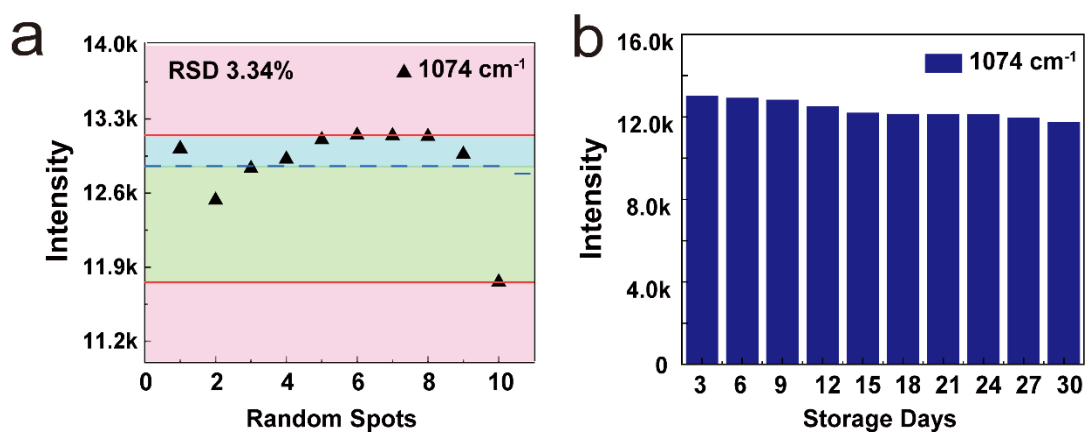 a
14.0k
13.3k
12.6k
11.9k
11.2k
Intensity
RSD 3.34%
1074 cm⁻¹
0 2 4 6 8 10
Random Spots
b
16.0k
12.0k
8.0k
4.0k
0
Intensity
1074 cm⁻¹
3 6 9 12 15 18 21 24 27 30
Storage Days